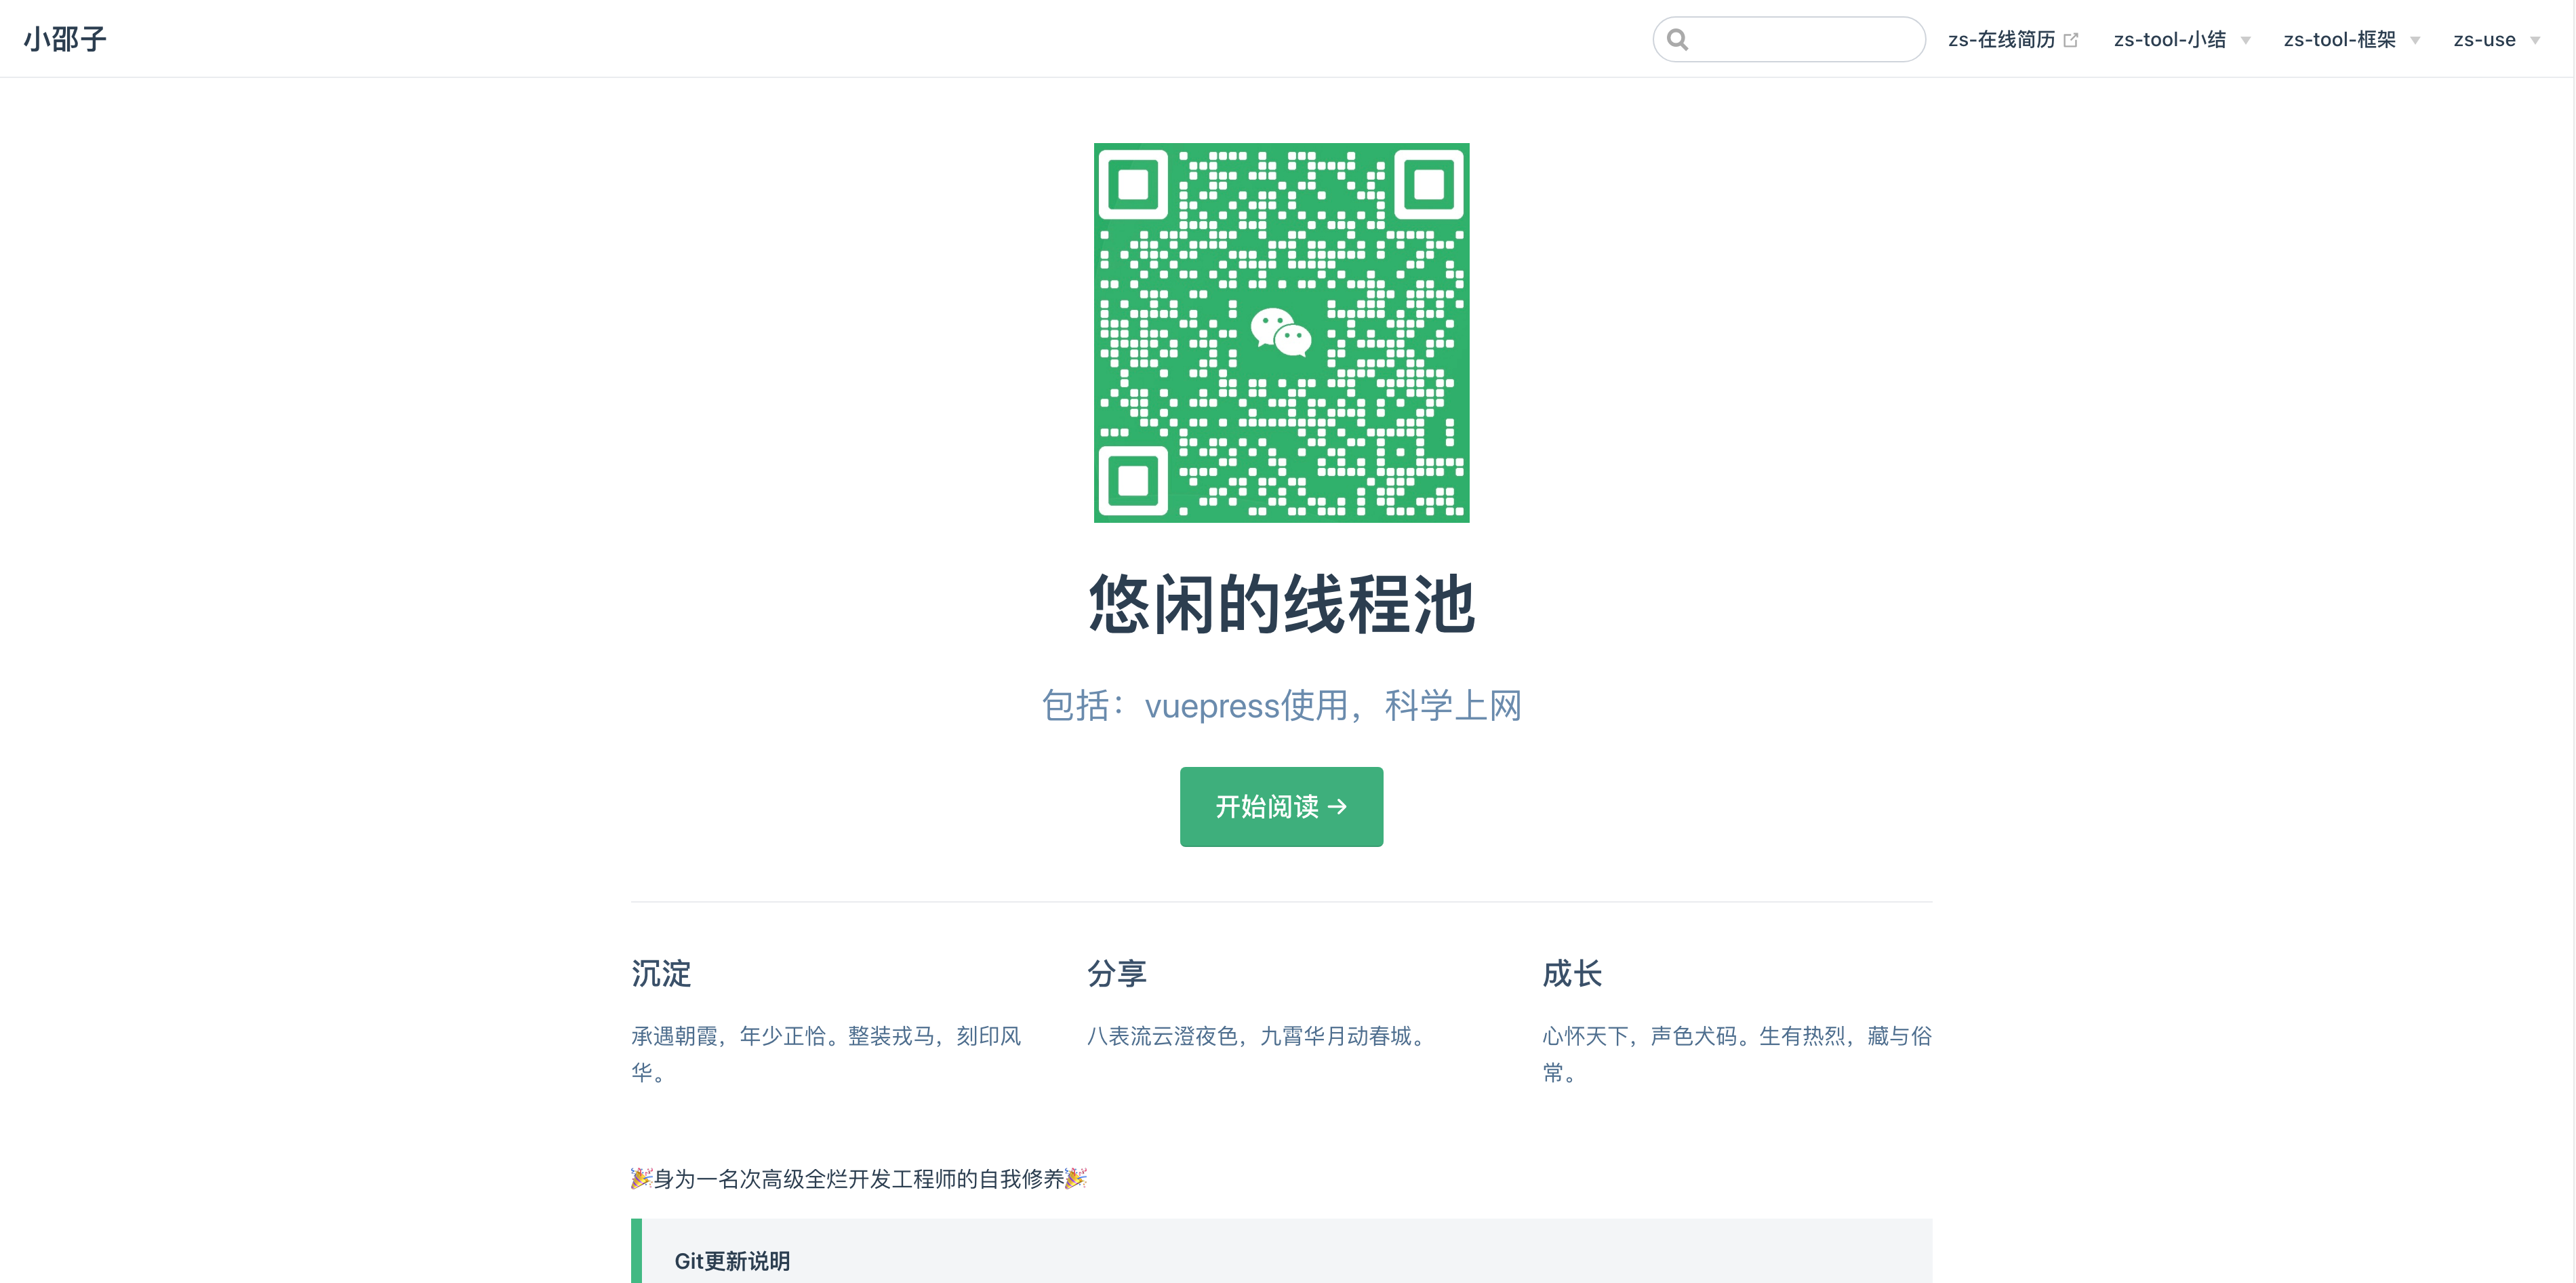 小邵子
zs-在线简历
zs-tool-小结
zs-tool-框架
zs-use
悠闲的线程池
包括：vuepress使用，科学上网
开始阅读 →
沉淀
承遇朝霞，年少正恰。整装戎马，刻印风
华。
分享
八表流云澄夜色，九霄华月动春城。
成长
心怀天下，声色犬码。生有热烈，藏与俗
常。
🎉身为一名次高级全烂开发工程师的自我修养🎉
Git更新说明